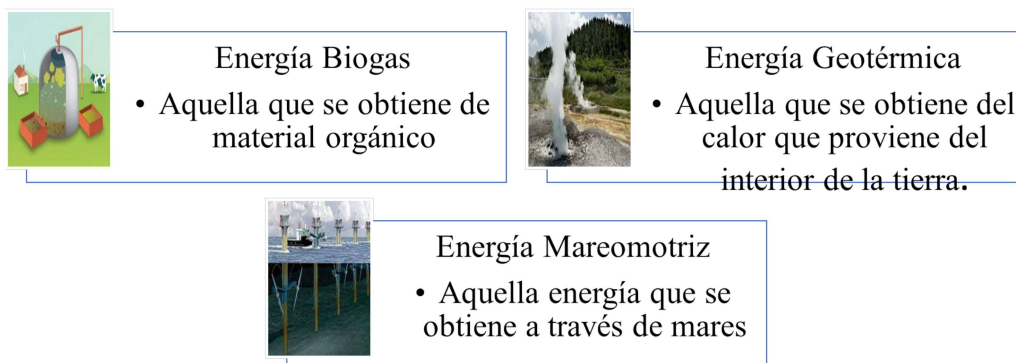 Energía Biogas
• Aquella que se obtiene de
material orgánico
Energía Geotérmica
• Aquella que se obtiene del
calor que proviene del
interior de la tierra.
Energía Mareomotriz
• Aquella energía que se
obtiene a través de mares